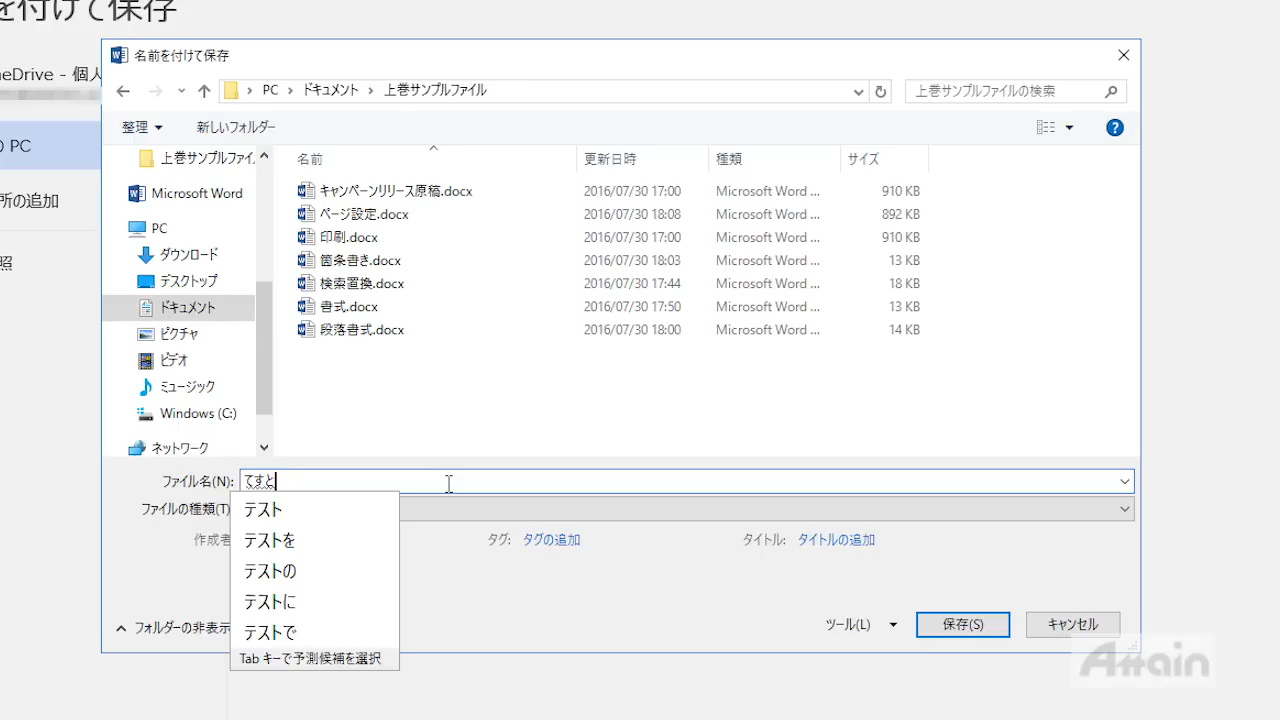 を付けて保存
名前を付けて保存
PC
ドキュメント
上巻サンプルファイル
上巻サンプルファイルの検索
整理
新しいフォルダー
eDrive - 個人
PC
所の追加
照
上巻サンプルファイ
Microsoft Word
PC
ダウンロード
デスクトップ
ドキュメント
ピクチャ
ビデオ
ミュージック
Windows (C:)
ネットワーク
名前 更新日時 種類 サイズ
キャンペーンリリース原稿.docx 2016/07/30 17:00 Microsoft Word ... 910 KB
ページ設定.docx 2016/07/30 18:08 Microsoft Word ... 892 KB
印刷.docx 2016/07/30 17:00 Microsoft Word ... 910 KB
箇条書き.docx 2016/07/30 18:03 Microsoft Word ... 13 KB
検索置換.docx 2016/07/30 17:44 Microsoft Word ... 18 KB
書式.docx 2016/07/30 17:50 Microsoft Word ... 13 KB
段落書式.docx 2016/07/30 18:00 Microsoft Word ... 14 KB
ファイル名(N): てすと
ファイルの種類(T)
作成者
タグ: タグの追加
タイトル: タイトルの追加
テスト
テストを
テストの
テストに
テストで
Tab キーで予測候補を選択
フォルダーの非表示
ツール(L)
保存(S)
キャンセル
Attain